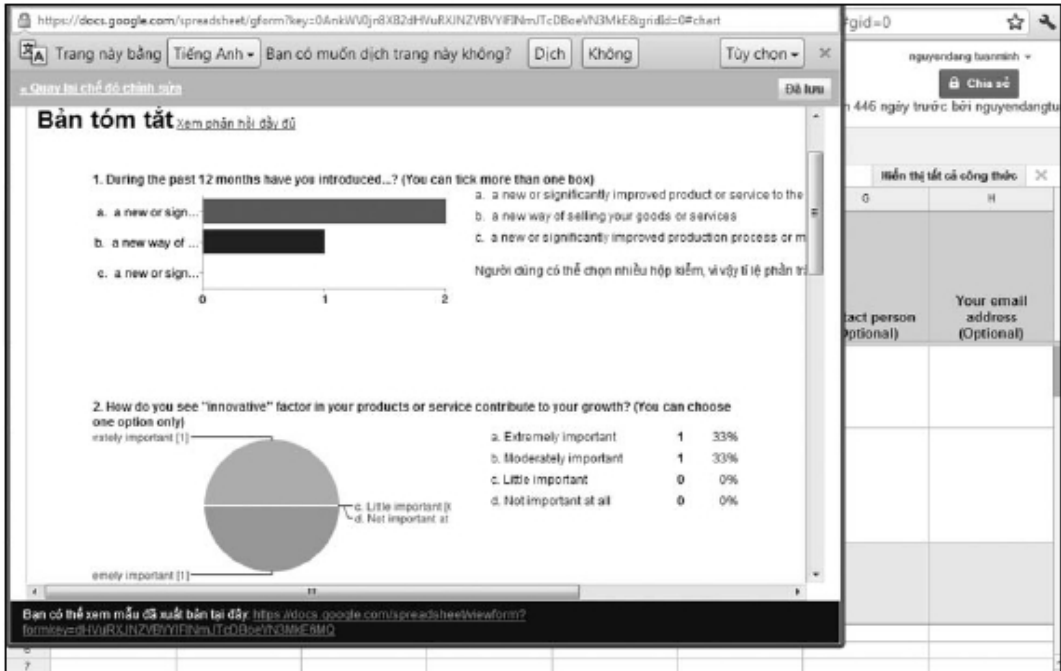 https://docs.google.com/spreadsheet/gform?
#gid=0
Trang này bằng Tiếng Anh Bạn có muốn dịch trang này không? Dịch Không Tùy chọn
nguyendang tuanminh
Chia sẻ
« Quay lại chế độ chỉnh sửa
Đã lưu
446 ngày trước bởi nguyendangtu
Bản tóm tắt Xem phản hồi đầy đủ
Hiển thị tất cả công thức
G H
1. During the past 12 months have you introduced...? (You can tick more than one box)
a. a new or sign...
b. a new way of ...
c. a new or sign...
0 1 2
a. a new or significantly improved product or service to the
b. a new way of selling your goods or services
c. a new or significantly improved production process or m
Người dùng có thể chọn nhiều hộp kiểm, vì vậy tỉ lệ phần tr
tact person
ptional)
Your email
address
(Optional)
2. How do you see "innovative" factor in your products or service contribute to your growth? (You can choose
one option only)
rately important [1]
c. Little important [
d. Not important at
emely important [1]
a. Extremely important 1 33%
b. Moderately important 1 33%
c. Little important 0 0%
d. Not important at all 0 0%
Bạn có thể xem mẫu đã xuất bản tại đây: https://docs.google.com/spreadsheet/viewform?
6
7